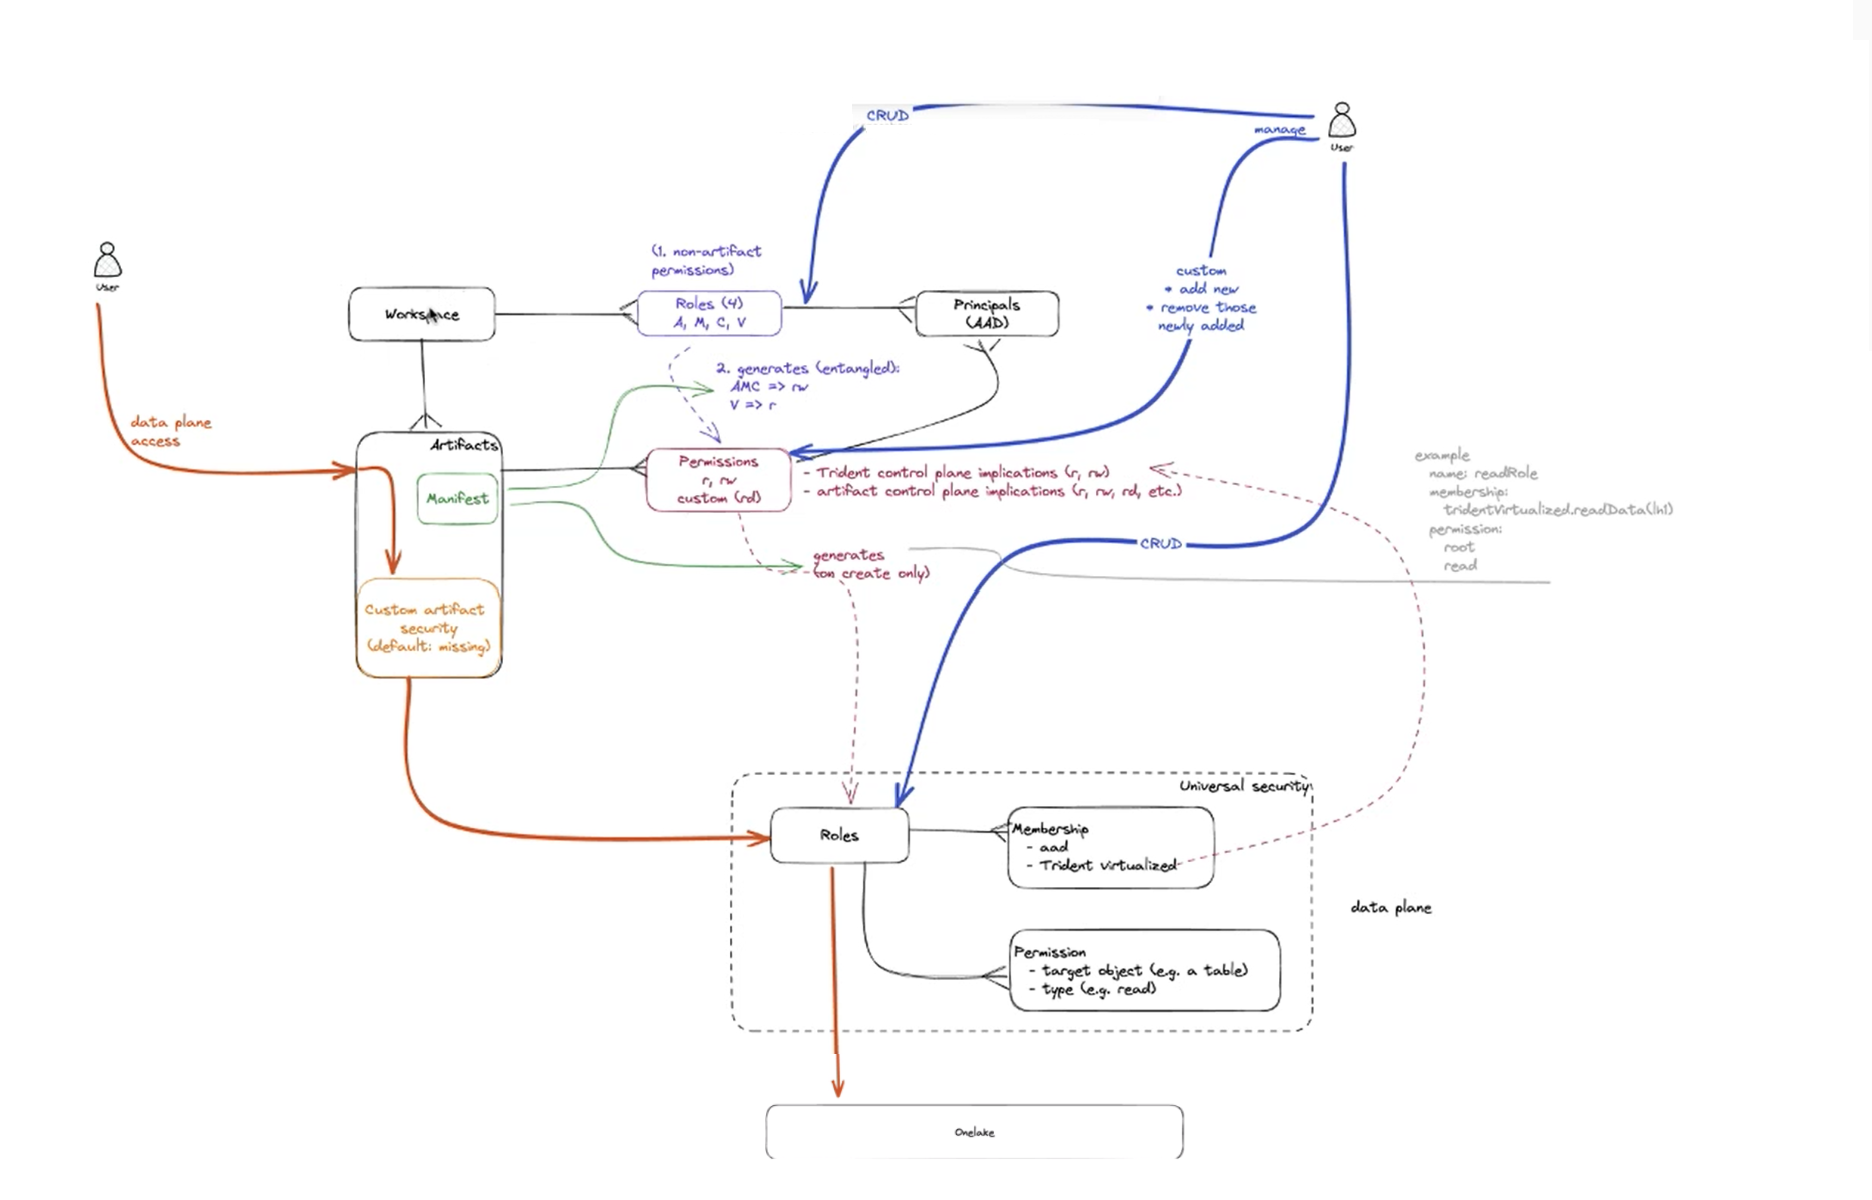 CRUD
manage
User
(1. non-artifact
permissions)
User
custom
* add new
* remove those
newly added
Workspace
Roles (4)
A, M, C, V
Principals
(AAD)
2. generates (entangled):
AMC => rw
V => r
data plane
access
Artifacts
Manifest
Permissions
r, rw
custom (rd)
- Trident control plane implications (r, rw)
- artifact control plane implications (r, rw, rd, etc.)
example
name: readRole
membership:
tridentVirtualized.readData(lh1)
permission:
root
read
CRUD
generates
(on create only)
Custom artifact
security
(default: missing)
Universal security
Roles
Membership
- aad
- Trident virtualized
data plane
Permission
- target object (e.g. a table)
- type (e.g. read)
Onelake